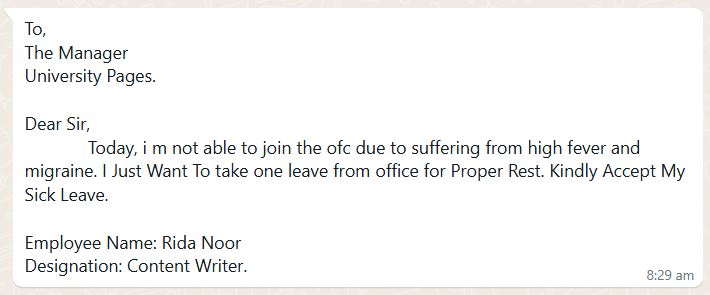 To,
The Manager
University Pages.
Dear Sir,
Today, i m not able to join the ofc due to suffering from high fever and
migraine. I Just Want To take one leave from office for Proper Rest. Kindly Accept My
Sick Leave.
Employee Name: Rida Noor
Designation: Content Writer.
8:29 am